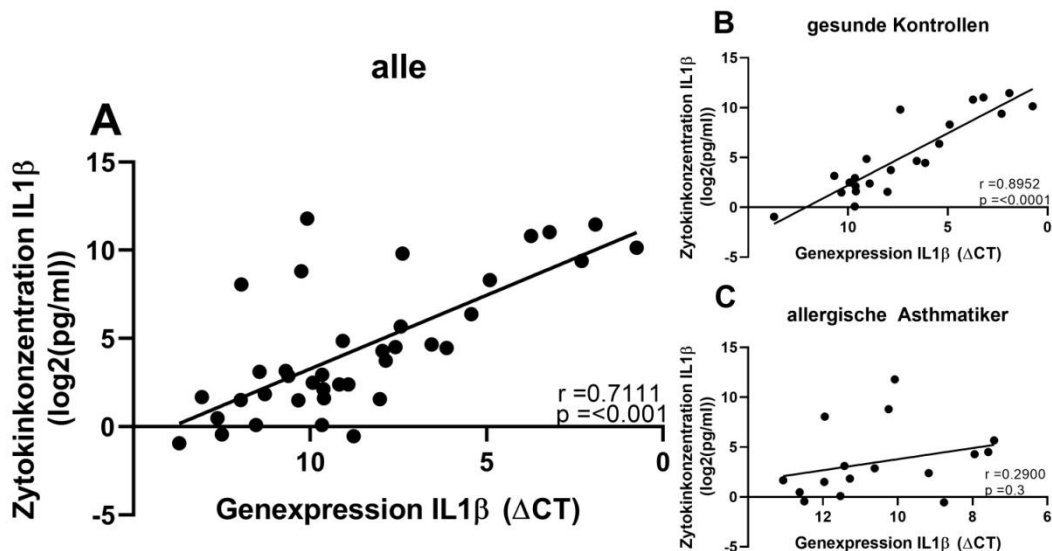 alle
A
Zytokinkonzentration IL1β
(log2(pg/ml))
15
10
5
0
-5
10
5
0
r =0.7111
p =<0.001
Genexpression IL1β (ΔCT)
B
gesunde Kontrollen
Zytokinkonzentration IL1β
(log2(pg/ml))
15
10
5
0
-5
10
5
0
r =0.8952
p =<0.0001
Genexpression IL1β (ΔCT)
C
allergische Asthmatiker
Zytokinkonzentration IL1β
(log2(pg/ml))
15
10
5
0
-5
12
10
8
6
r=0.2900
p =0.3
Genexpression IL1β (ΔCT)